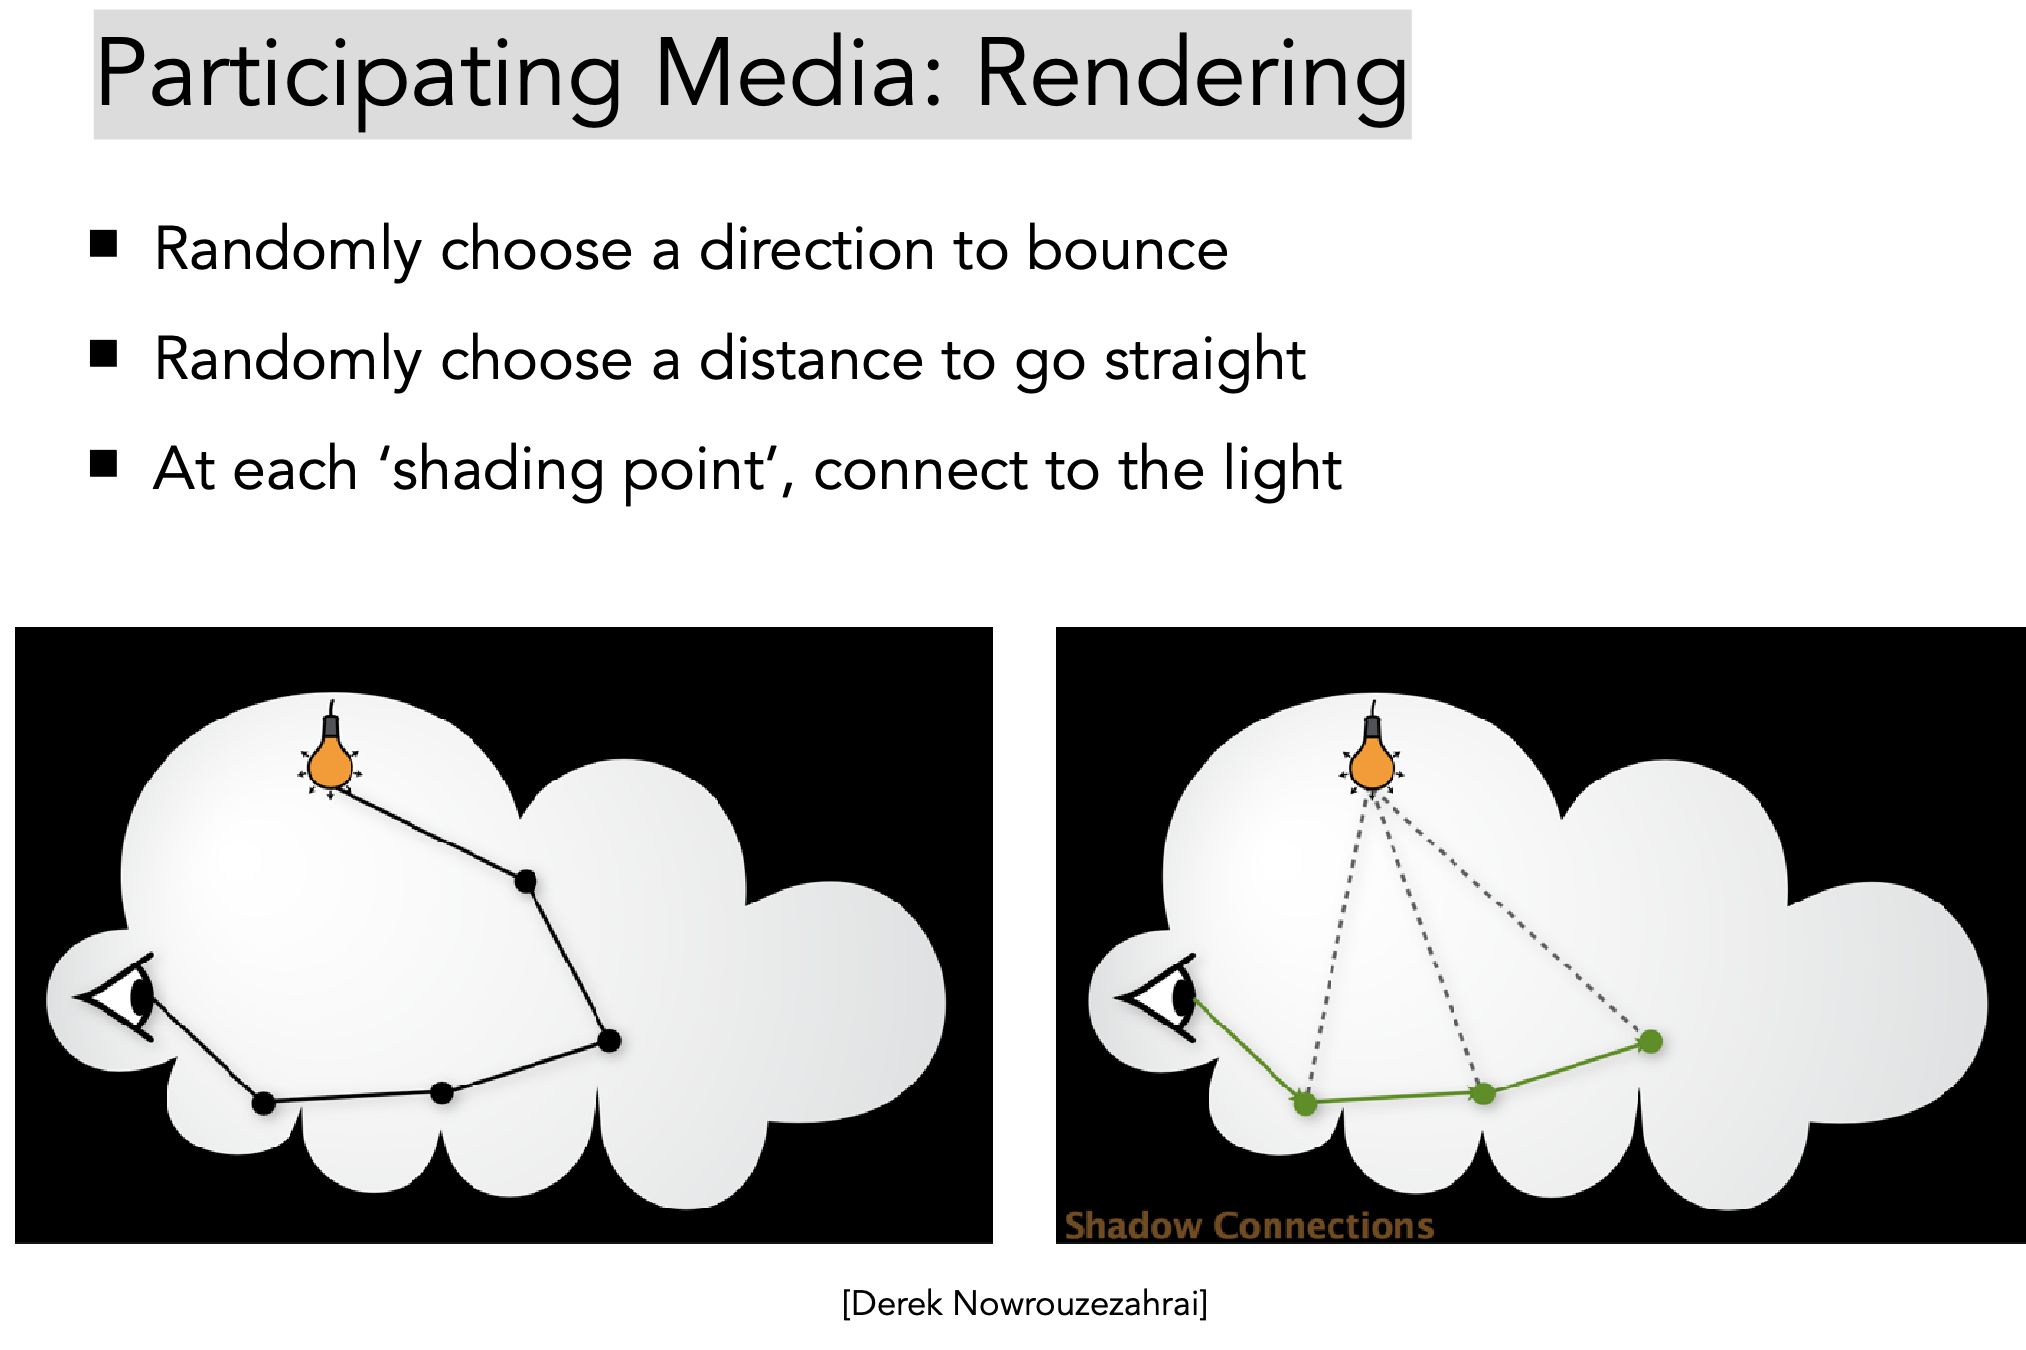 Participating Media: Rendering
■ Randomly choose a direction to bounce
■ Randomly choose a distance to go straight
■ At each ‘shading point’, connect to the light
Shadow Connections
[Derek Nowrouzezahrai]